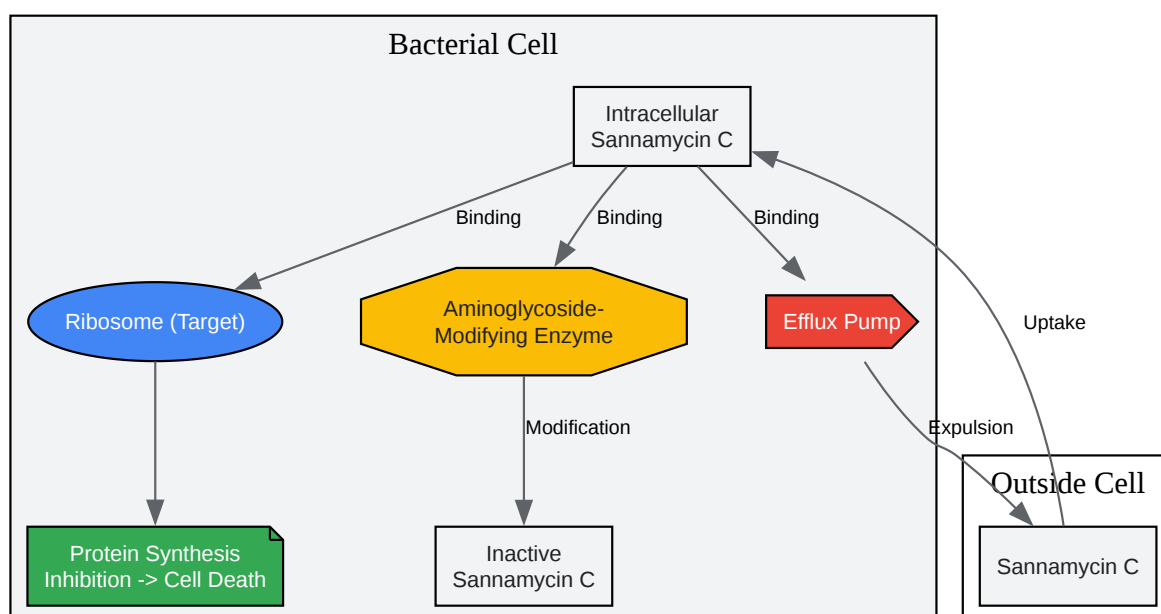 Bacterial Cell
Intracellular
Sannamycin C
Binding
Binding
Binding
Ribosome (Target)
Aminoglycoside-
Modifying Enzyme
Efflux Pump
Uptake
Modification
Expulsion
Outside Cell
Protein Synthesis
Inhibition -> Cell Death
Inactive
Sannamycin C
Sannamycin C